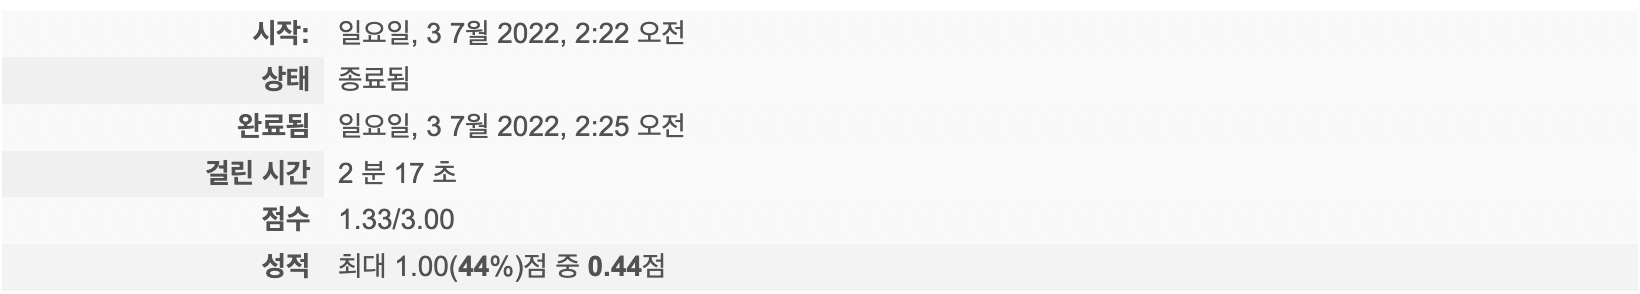 시작: 일요일, 3 7월 2022, 2:22 오전
상태 종료됨
완료됨 일요일, 3 7월 2022, 2:25 오전
걸린 시간 2 분 17 초
점수 1.33/3.00
성적 최대 1.00(44%)점 중 0.44점